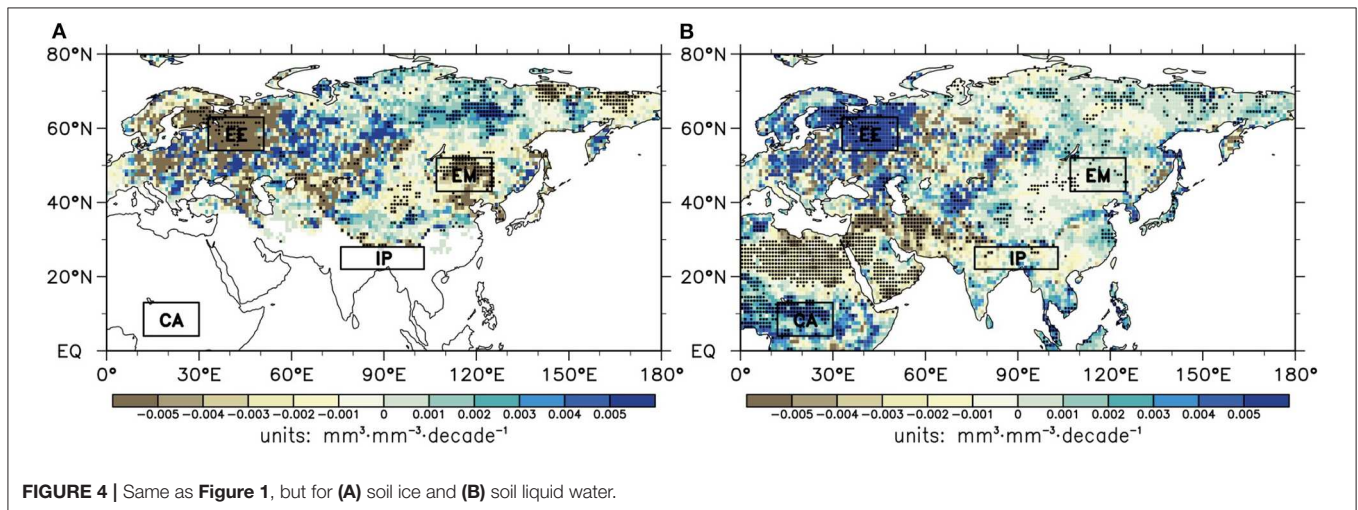 A
B
80°N
60°N
40°N
20°N
EQ
EE
EM
IP
CA
0°
30°E
60°E
90°E
120°E
150°E
180°
−0.005 −0.004 −0.003 −0.002 −0.001 0 0.001 0.002 0.003 0.004 0.005
units: mm³·mm⁻³·decade⁻¹
80°N
60°N
40°N
20°N
EQ
EE
EM
IP
CA
0°
30°E
60°E
90°E
120°E
150°E
180°
−0.005 −0.004 −0.003 −0.002 −0.001 0 0.001 0.002 0.003 0.004 0.005
units: mm³·mm⁻³·decade⁻¹
FIGURE 4 | Same as Figure 1, but for (A) soil ice and (B) soil liquid water.